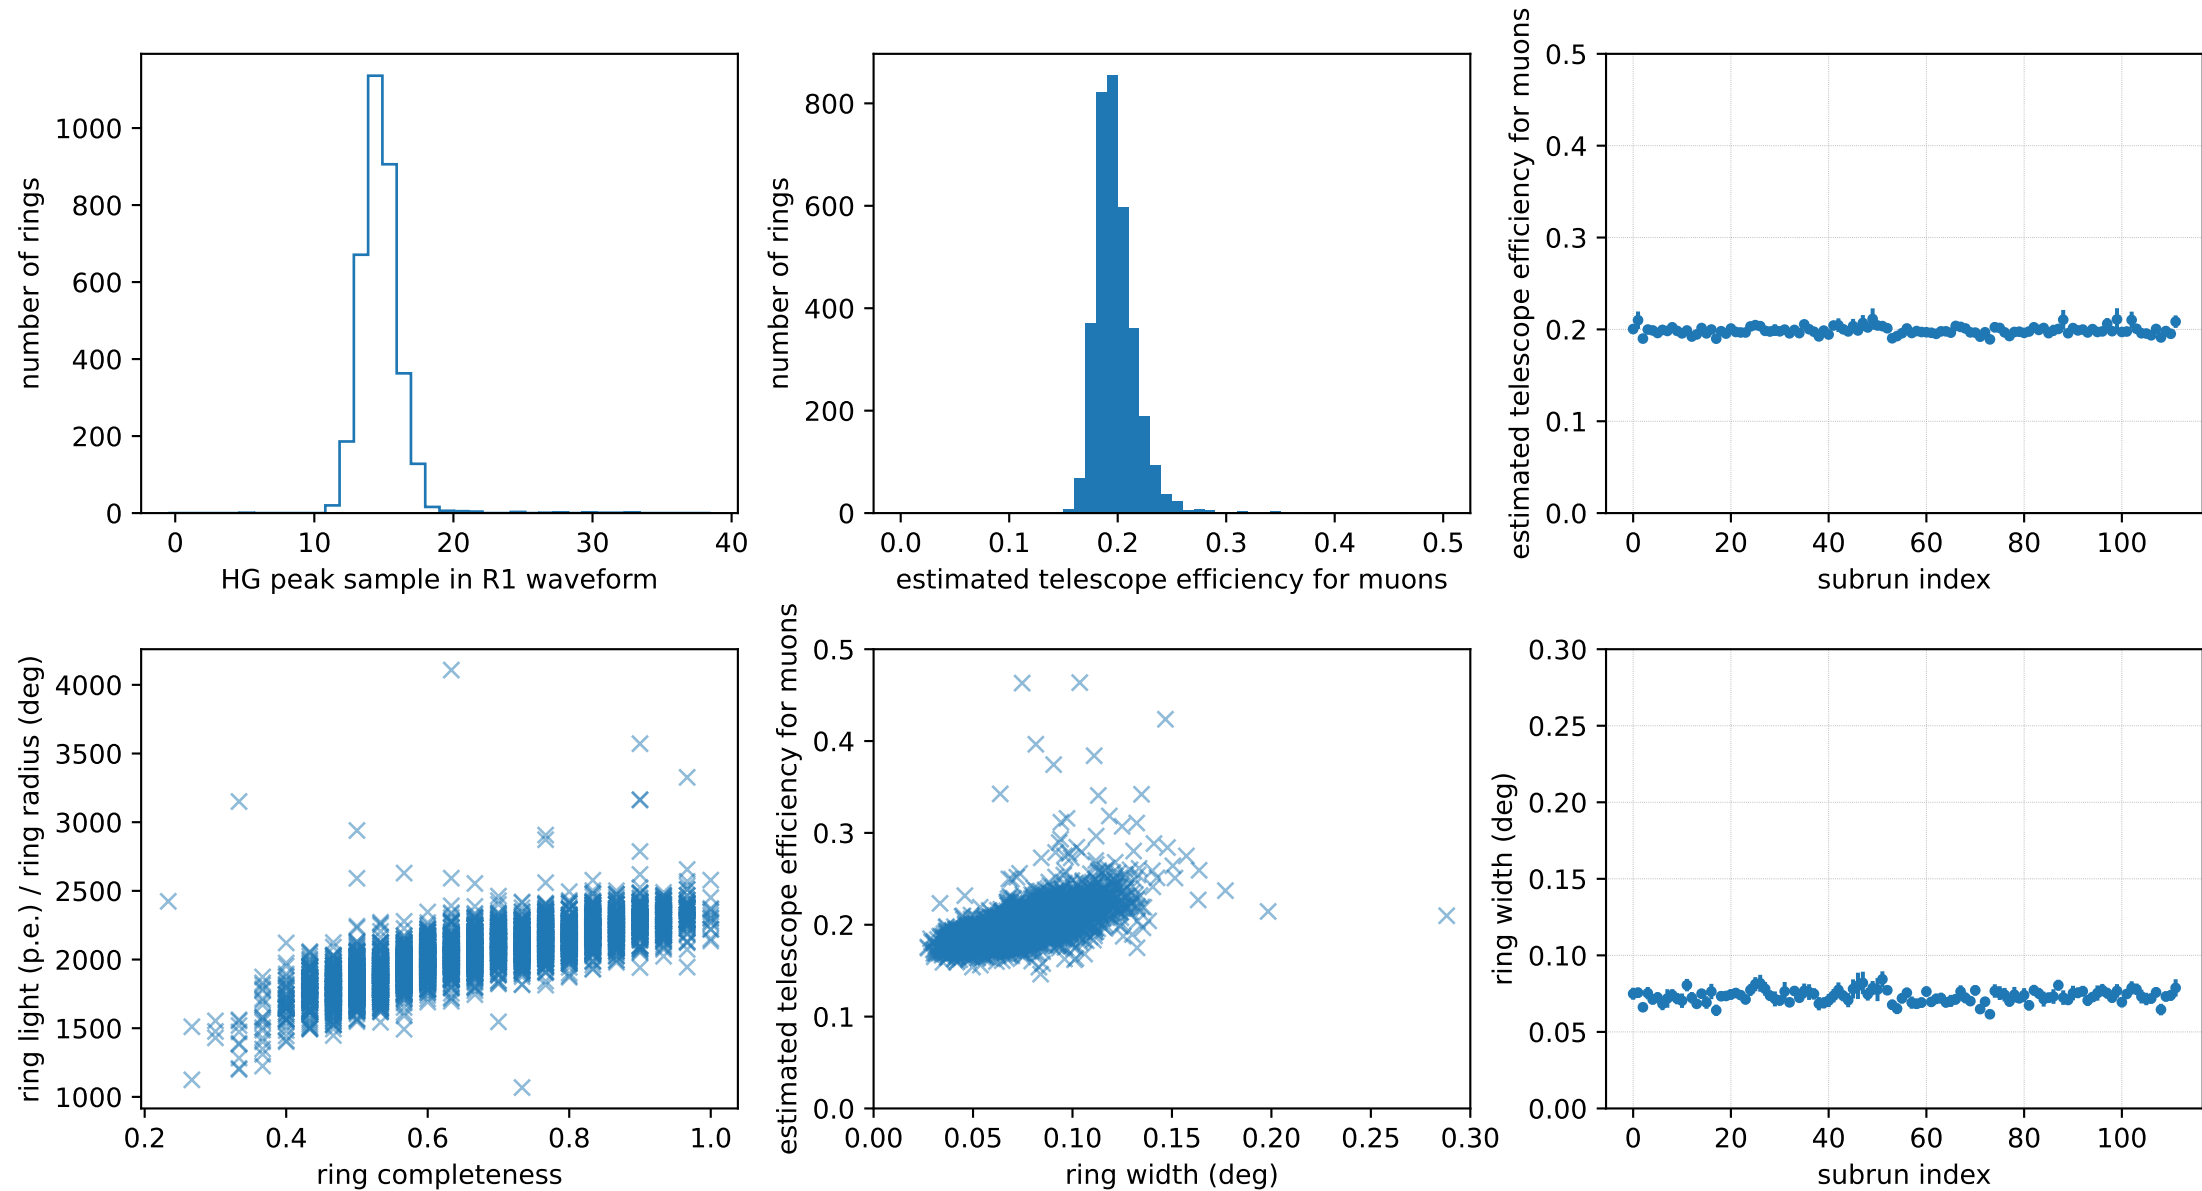 number of rings
1000
800
600
400
200
0
0 10 20 30 40
HG peak sample in R1 waveform
number of rings
800
600
400
200
0
0.0 0.1 0.2 0.3 0.4 0.5
estimated telescope efficiency for muons
estimated telescope efficiency for muons
0.5
0.4
0.3
0.2
0.1
0.0
0 20 40 60 80 100
subrun index
ring light (p.e.) / ring radius (deg)
4000
3500
3000
2500
2000
1500
1000
0.2 0.4 0.6 0.8 1.0
ring completeness
estimated telescope efficiency for muons
0.5
0.4
0.3
0.2
0.1
0.0
0.00 0.05 0.10 0.15 0.20 0.25 0.30
ring width (deg)
ring width (deg)
0.30
0.25
0.20
0.15
0.10
0.05
0.00
0 20 40 60 80 100
subrun index